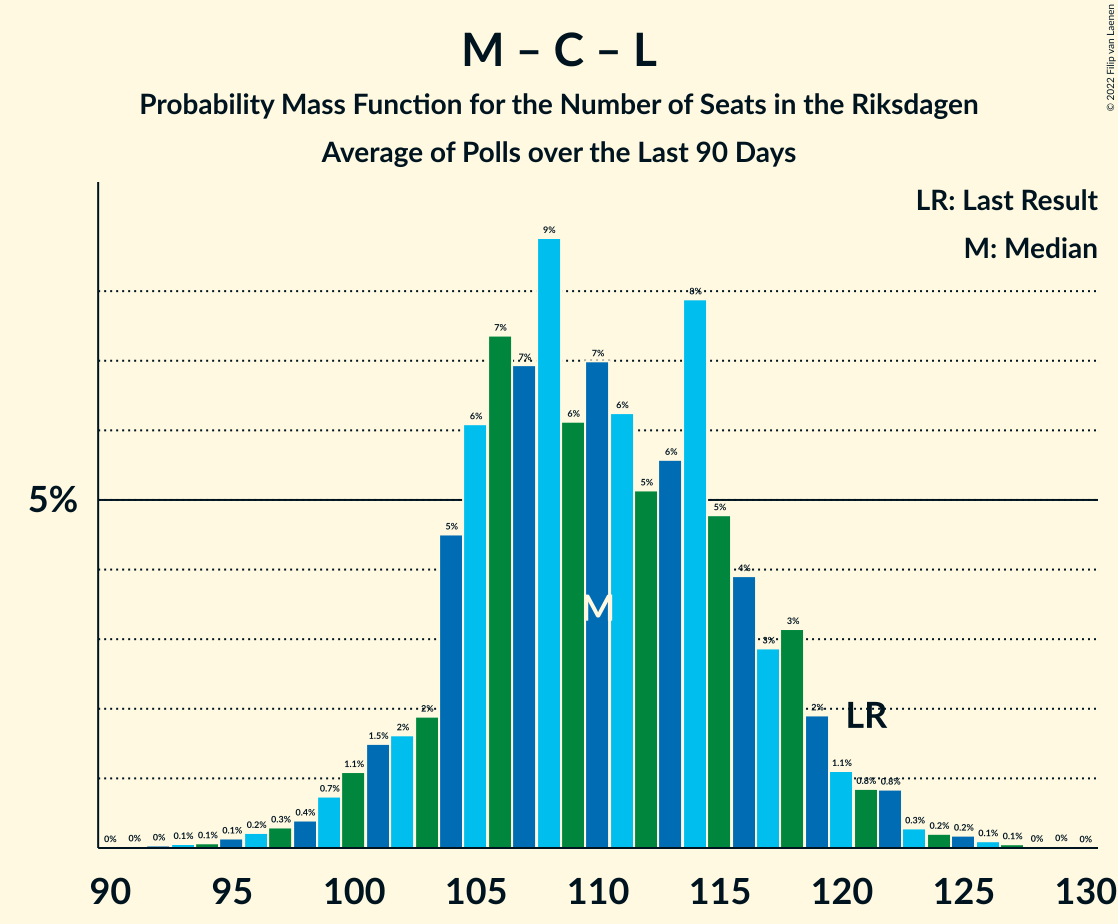 M – C – L
Probability Mass Function for the Number of Seats in the Riksdagen
Average of Polls over the Last 90 Days
© 2022 Filip van Laenen
LR: Last Result
M: Median
5%
0% 0% 0% 0.1% 0.1% 0.1% 0.2% 0.3% 0.4% 0.7% 1.1% 1.5% 2% 2% 5% 6% 7% 7% 9% 6% 7% 6% 5% 6% 8% 5% 4% 3% 3% 2% 1.1% 0.8% 0.8% 0.3% 0.2% 0.2% 0.1% 0.1% 0% 0% 0%
M
LR
90 95 100 105 110 115 120 125 130